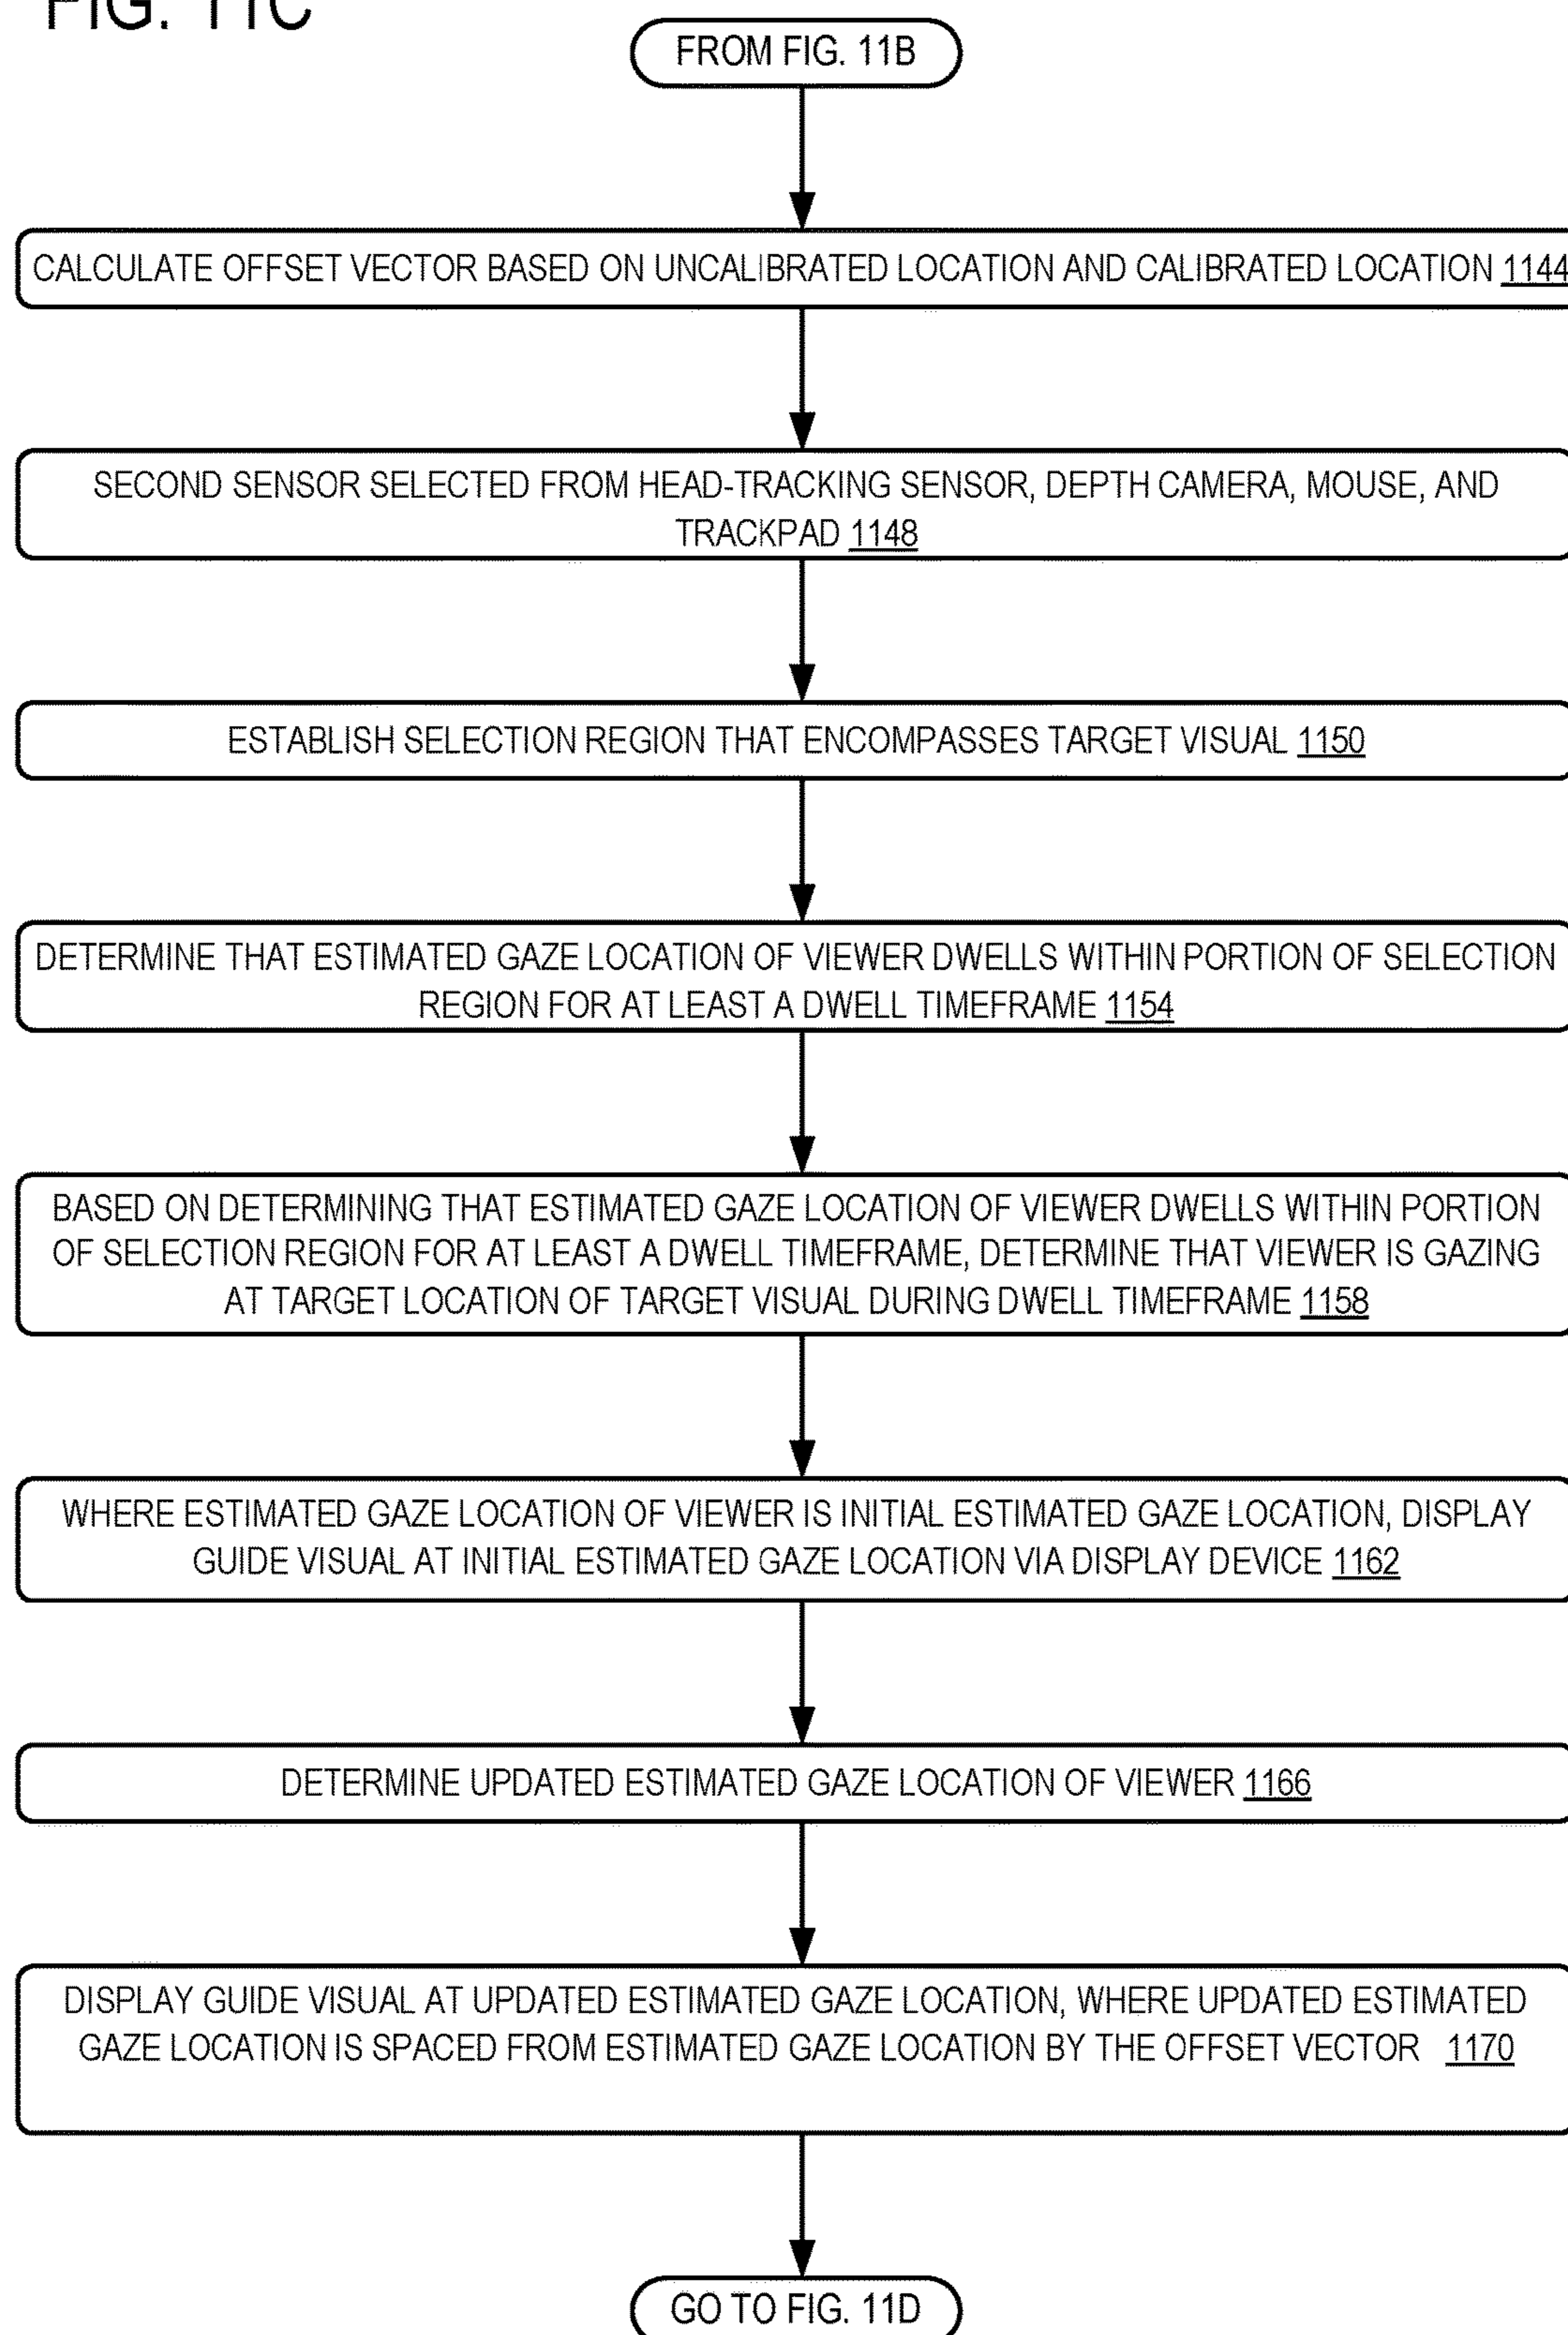 FIG. 11C
FROM FIG. 11B
CALCULATE OFFSET VECTOR BASED ON UNCALIBRATED LOCATION AND CALIBRATED LOCATION 1144
SECOND SENSOR SELECTED FROM HEAD-TRACKING SENSOR, DEPTH CAMERA, MOUSE, AND
TRACKPAD 1148
ESTABLISH SELECTION REGION THAT ENCOMPASSES TARGET VISUAL 1150
DETERMINE THAT ESTIMATED GAZE LOCATION OF VIEWER DWELLS WITHIN PORTION OF SELECTION
REGION FOR AT LEAST A DWELL TIMEFRAME 1154
BASED ON DETERMINING THAT ESTIMATED GAZE LOCATION OF VIEWER DWELLS WITHIN PORTION
OF SELECTION REGION FOR AT LEAST A DWELL TIMEFRAME, DETERMINE THAT VIEWER IS GAZING
AT TARGET LOCATION OF TARGET VISUAL DURING DWELL TIMEFRAME 1158
WHERE ESTIMATED GAZE LOCATION OF VIEWER IS INITIAL ESTIMATED GAZE LOCATION, DISPLAY
GUIDE VISUAL AT INITIAL ESTIMATED GAZE LOCATION VIA DISPLAY DEVICE 1162
DETERMINE UPDATED ESTIMATED GAZE LOCATION OF VIEWER 1166
DISPLAY GUIDE VISUAL AT UPDATED ESTIMATED GAZE LOCATION, WHERE UPDATED ESTIMATED
GAZE LOCATION IS SPACED FROM ESTIMATED GAZE LOCATION BY THE OFFSET VECTOR 1170
GO TO FIG. 11D